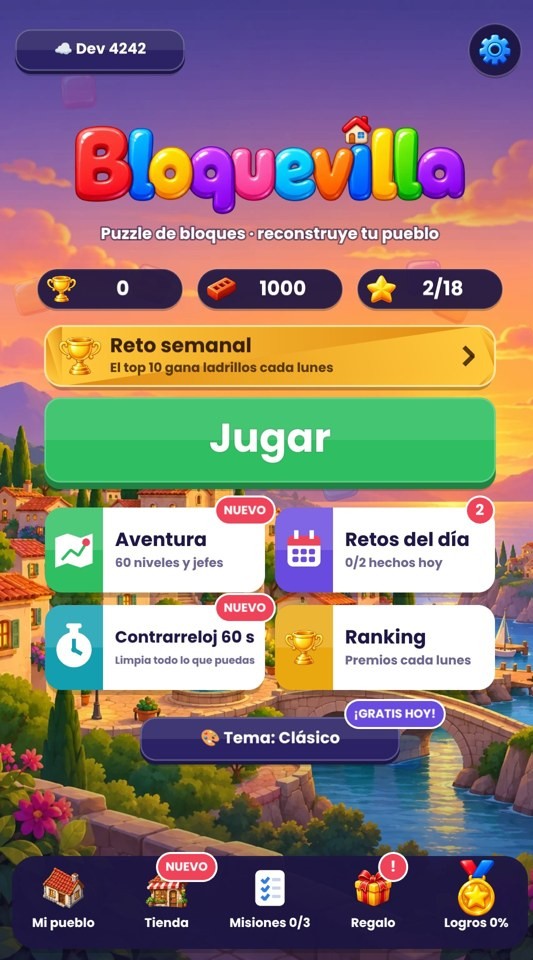 Dev 4242
Bloquevilla
Puzzle de bloques · reconstruye tu pueblo
0
1000
2/18
Reto semanal
El top 10 gana ladrillos cada lunes
Jugar
NUEVO
Aventura
60 niveles y jefes
2
Retos del día
0/2 hechos hoy
NUEVO
Contrarreloj 60 s
Limpia todo lo que puedas
Ranking
Premios cada lunes
¡GRATIS HOY!
Tema: Clásico
NUEVO
!
Mi pueblo
Tienda
Misiones 0/3
Regalo
Logros 0%